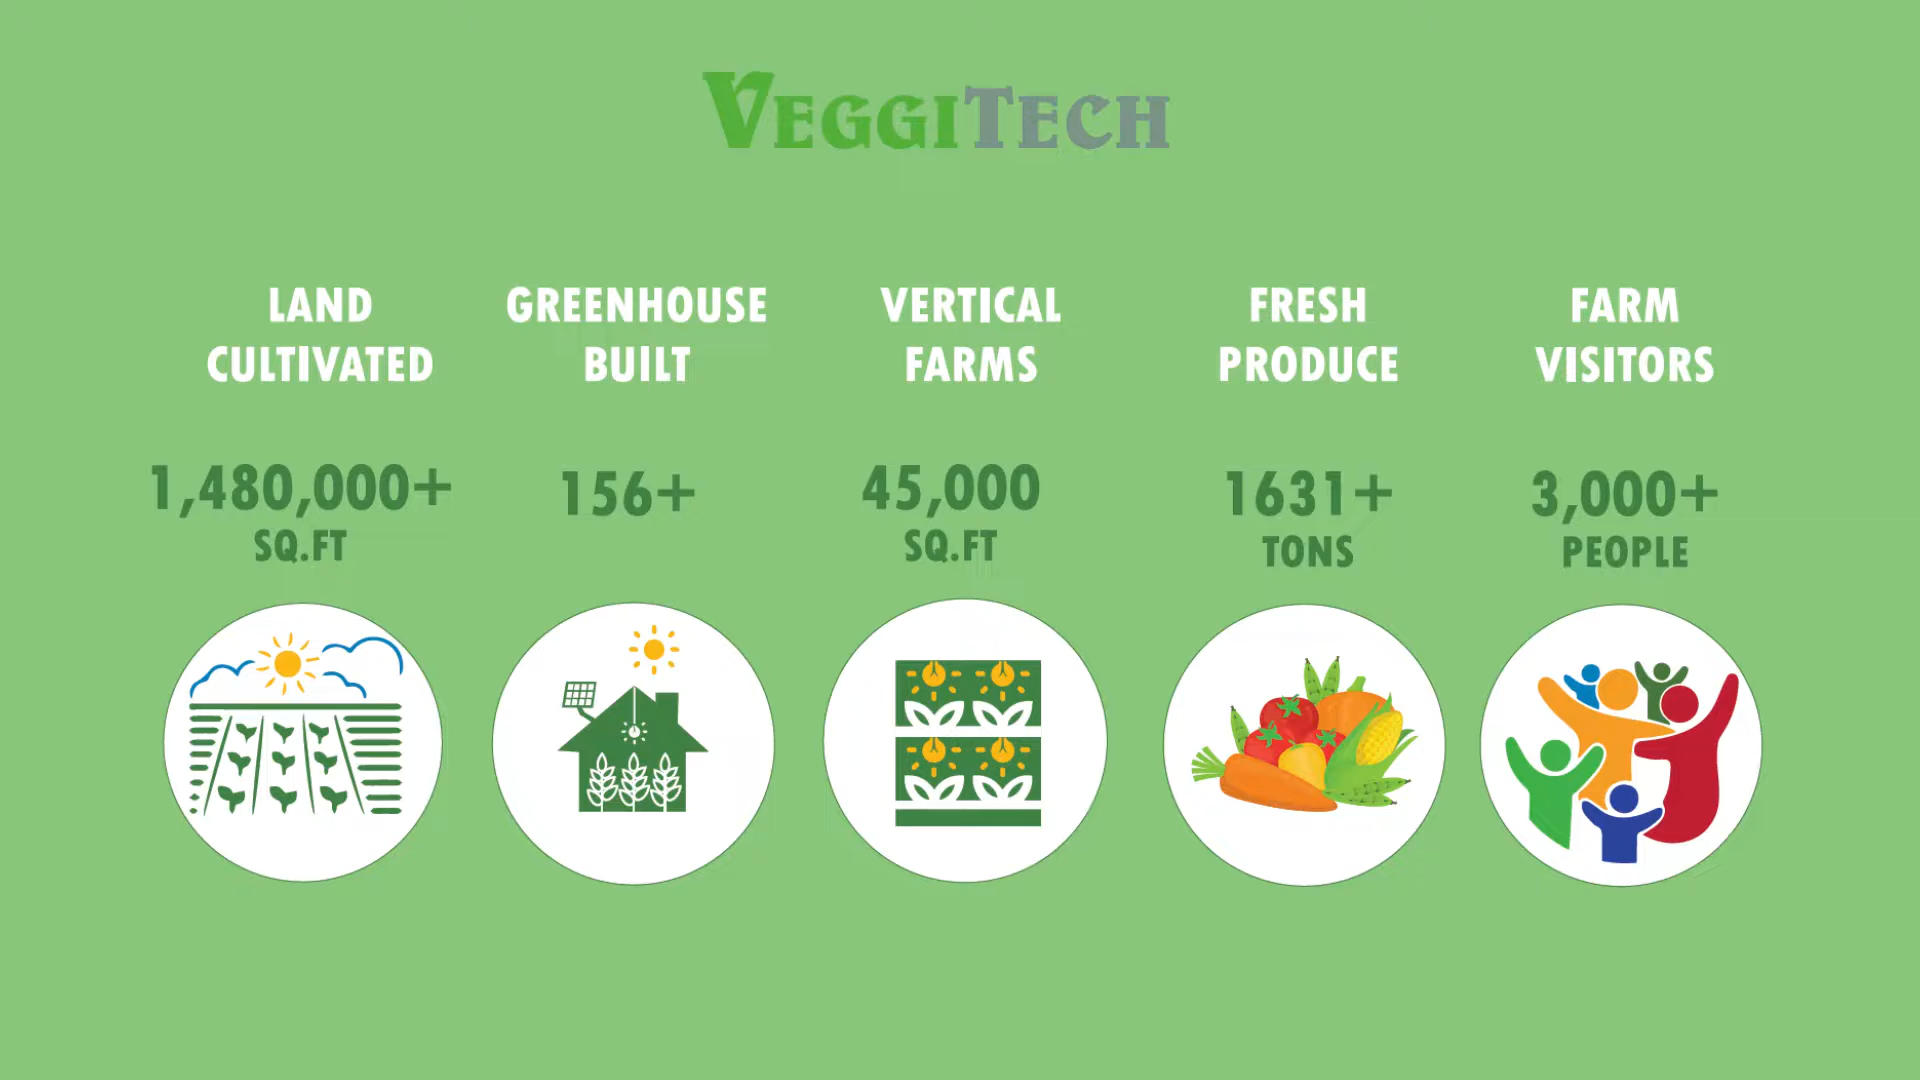 VEGGITECH
LAND
CULTIVATED
1,480,000+
SQ.FT
GREENHOUSE
BUILT
156+
VERTICAL
FARMS
45,000
SQ.FT
FRESH
PRODUCE
1631+
TONS
FARM
VISITORS
3,000+
PEOPLE